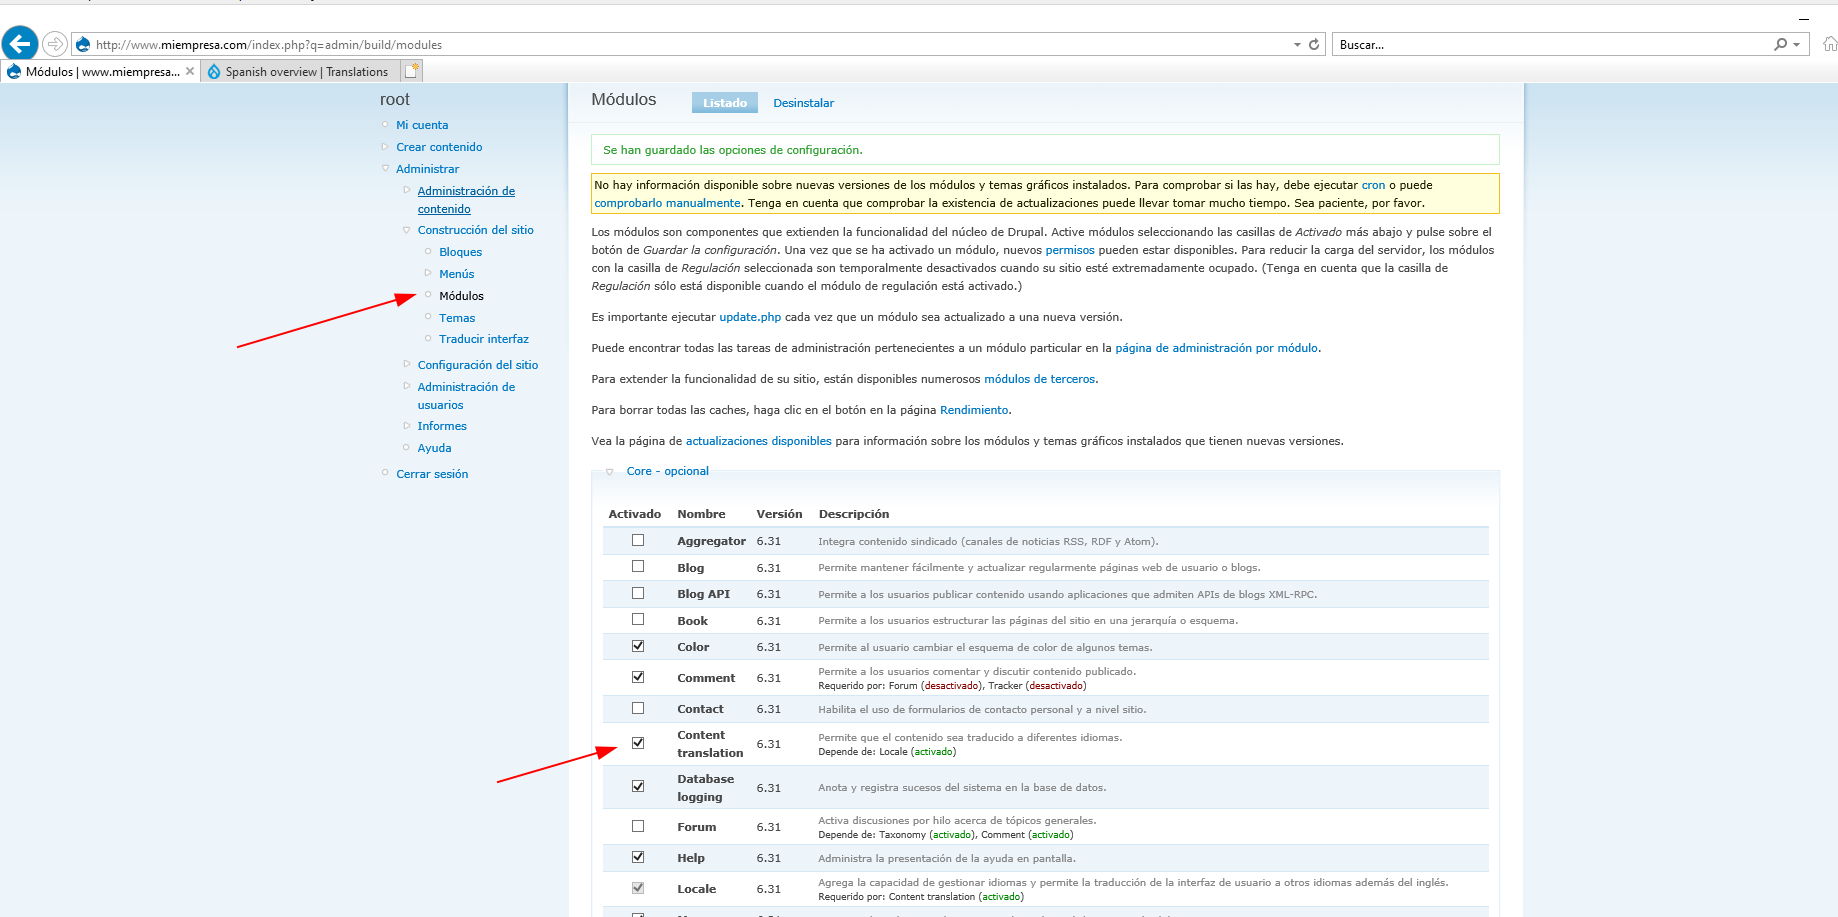 http://www.miempresa.com/index.php?q=admin/build/modules
Buscar...
Módulos | www.miempresa...
Spanish overview | Translations
root
Mi cuenta
Crear contenido
Administrar
Administración de
contenido
Construcción del sitio
Bloques
Menús
Módulos
Temas
Traducir interfaz
Configuración del sitio
Administración de
usuarios
Informes
Ayuda
Cerrar sesión
Módulos
Listado
Desinstalar
Se han guardado las opciones de configuración.
No hay información disponible sobre nuevas versiones de los módulos y temas gráficos instalados. Para comprobar si las hay, debe ejecutar cron o puede
comprobarlo manualmente. Tenga en cuenta que comprobar la existencia de actualizaciones puede llevar tomar mucho tiempo. Sea paciente, por favor.
Los módulos son componentes que extienden la funcionalidad del núcleo de Drupal. Active módulos seleccionando las casillas de Activado más abajo y pulse sobre el
botón de Guardar la configuración. Una vez que se ha activado un módulo, nuevos permisos pueden estar disponibles. Para reducir la carga del servidor, los módulos
con la casilla de Regulación seleccionada son temporalmente desactivados cuando su sitio esté extremadamente ocupado. (Tenga en cuenta que la casilla de
Regulación sólo está disponible cuando el módulo de regulación está activado.)
Es importante ejecutar update.php cada vez que un módulo sea actualizado a una nueva versión.
Puede encontrar todas las tareas de administración pertenecientes a un módulo particular en la página de administración por módulo.
Para extender la funcionalidad de su sitio, están disponibles numerosos módulos de terceros.
Para borrar todas las caches, haga clic en el botón en la página Rendimiento.
Vea la página de actualizaciones disponibles para información sobre los módulos y temas gráficos instalados que tienen nuevas versiones.
Core - opcional
Activado Nombre Versión Descripción
Aggregator 6.31 Integra contenido sindicado (canales de noticias RSS, RDF y Atom).
Blog 6.31 Permite mantener fácilmente y actualizar regularmente páginas web de usuario o blogs.
Blog API 6.31 Permite a los usuarios publicar contenido usando aplicaciones que admiten APIs de blogs XML-RPC.
Book 6.31 Permite a los usuarios estructurar las páginas del sitio en una jerarquía o esquema.
Color 6.31 Permite al usuario cambiar el esquema de color de algunos temas.
Comment 6.31 Permite a los usuarios comentar y discutir contenido publicado.
Requerido por: Forum (desactivado), Tracker (desactivado)
Contact 6.31 Habilita el uso de formularios de contacto personal y a nivel sitio.
Content
translation 6.31 Permite que el contenido sea traducido a diferentes idiomas.
Depende de: Locale (activado)
Database
logging 6.31 Anota y registra sucesos del sistema en la base de datos.
Forum 6.31 Activa discusiones por hilo acerca de tópicos generales.
Depende de: Taxonomy (activado), Comment (activado)
Help 6.31 Administra la presentación de la ayuda en pantalla.
Locale 6.31 Agrega la capacidad de gestionar idiomas y permite la traducción de la interfaz de usuario a otros idiomas además del inglés.
Requerido por: Content translation (activado)